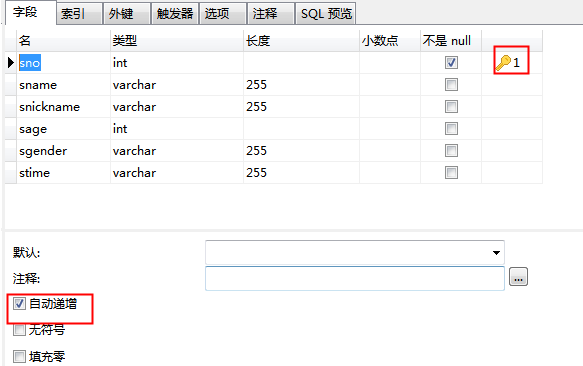 字段 索引 外键 触发器 选项 注释 SQL 预览
名 类型 长度 小数点 不是 null
sno int 1
sname varchar 255
snickname varchar 255
sage int
sgender varchar 255
stime varchar 255
默认:
注释: ...
自动递增
无符号
填充零